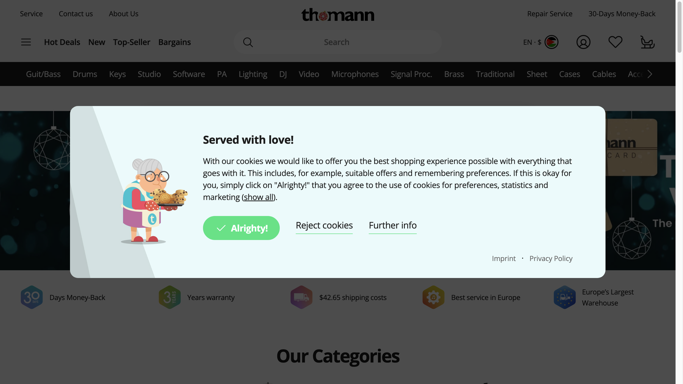 Service Contact us About Us
thomann
Repair Service 30-Days Money-Back
Hot Deals New Top-Seller Bargains
Search
EN - $
Guit/Bass Drums Keys Studio Software PA Lighting DJ Video Microphones Signal Proc. Brass Traditional Sheet Cases Cables
Served with love!
With our cookies we would like to offer you the best shopping experience possible with everything that
goes with it. This includes, for example, suitable offers and remembering preferences. If this is okay for
you, simply click on "Alrighty!" that you agree to the use of cookies for preferences, statistics and
marketing (show all).
Alrighty! Reject cookies Further info
Imprint · Privacy Policy
mann
CARD
T
The
30 Days Money-Back
3 Years warranty
$42.65 shipping costs
Best service in Europe
Europe's Largest
Warehouse
Our Categories